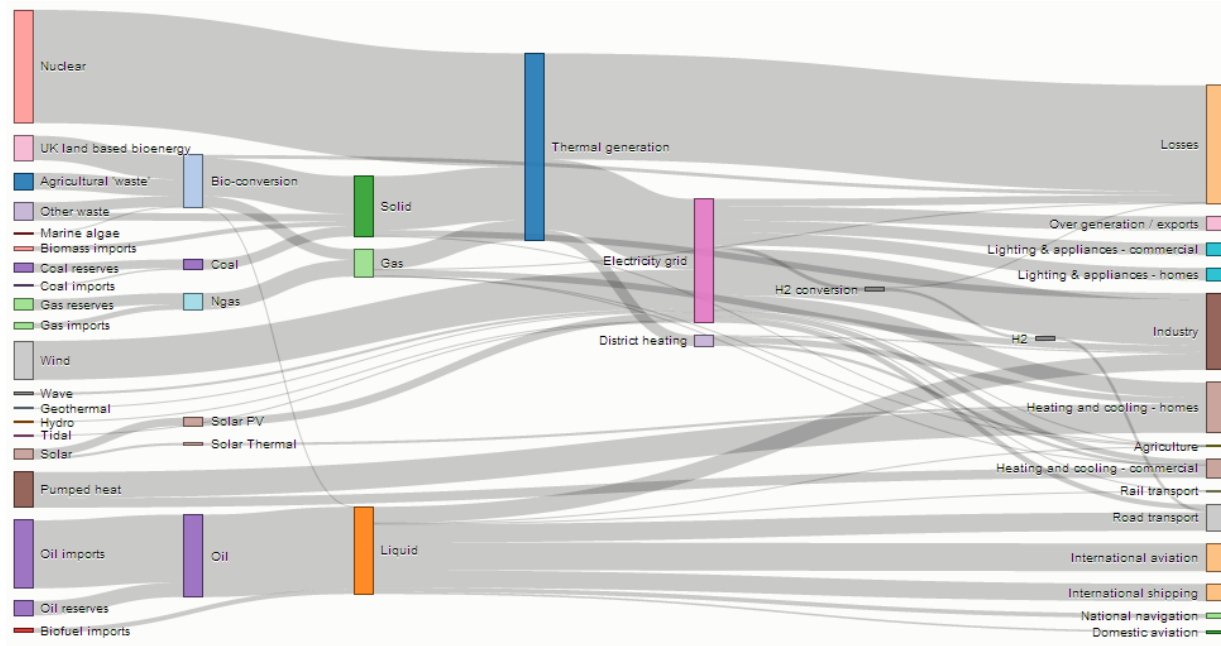 Nuclear
UK land based bioenergy
Agricultural 'waste'
Other waste
Marine algae
Biomass imports
Coal reserves
Coal imports
Gas reserves
Gas imports
Wind
Wave
Geothermal
Hydro
Tidal
Solar
Pumped heat
Oil imports
Oil reserves
Biofuel imports
Bio-conversion
Coal
Ngas
Solar PV
Solar Thermal
Oil
Solid
Gas
Liquid
Thermal generation
Electricity grid
District heating
H2 conversion
H2
Losses
Over generation / exports
Lighting & appliances - commercial
Lighting & appliances - homes
Industry
Heating and cooling - homes
Agriculture
Heating and cooling - commercial
Rail transport
Road transport
International aviation
International shipping
National navigation
Domestic aviation